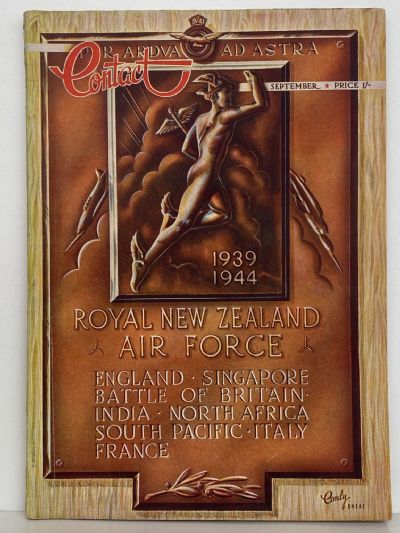 R ARDVA AD ASTRA
Contact
SEPTEMBER ★ PRICE 1/-
1939
1944
ROYAL NEW ZEALAND
AIR FORCE
ENGLAND · SINGAPORE
BATTLE OF BRITAIN ·
INDIA · NORTH AFRICA
SOUTH PACIFIC · ITALY
FRANCE